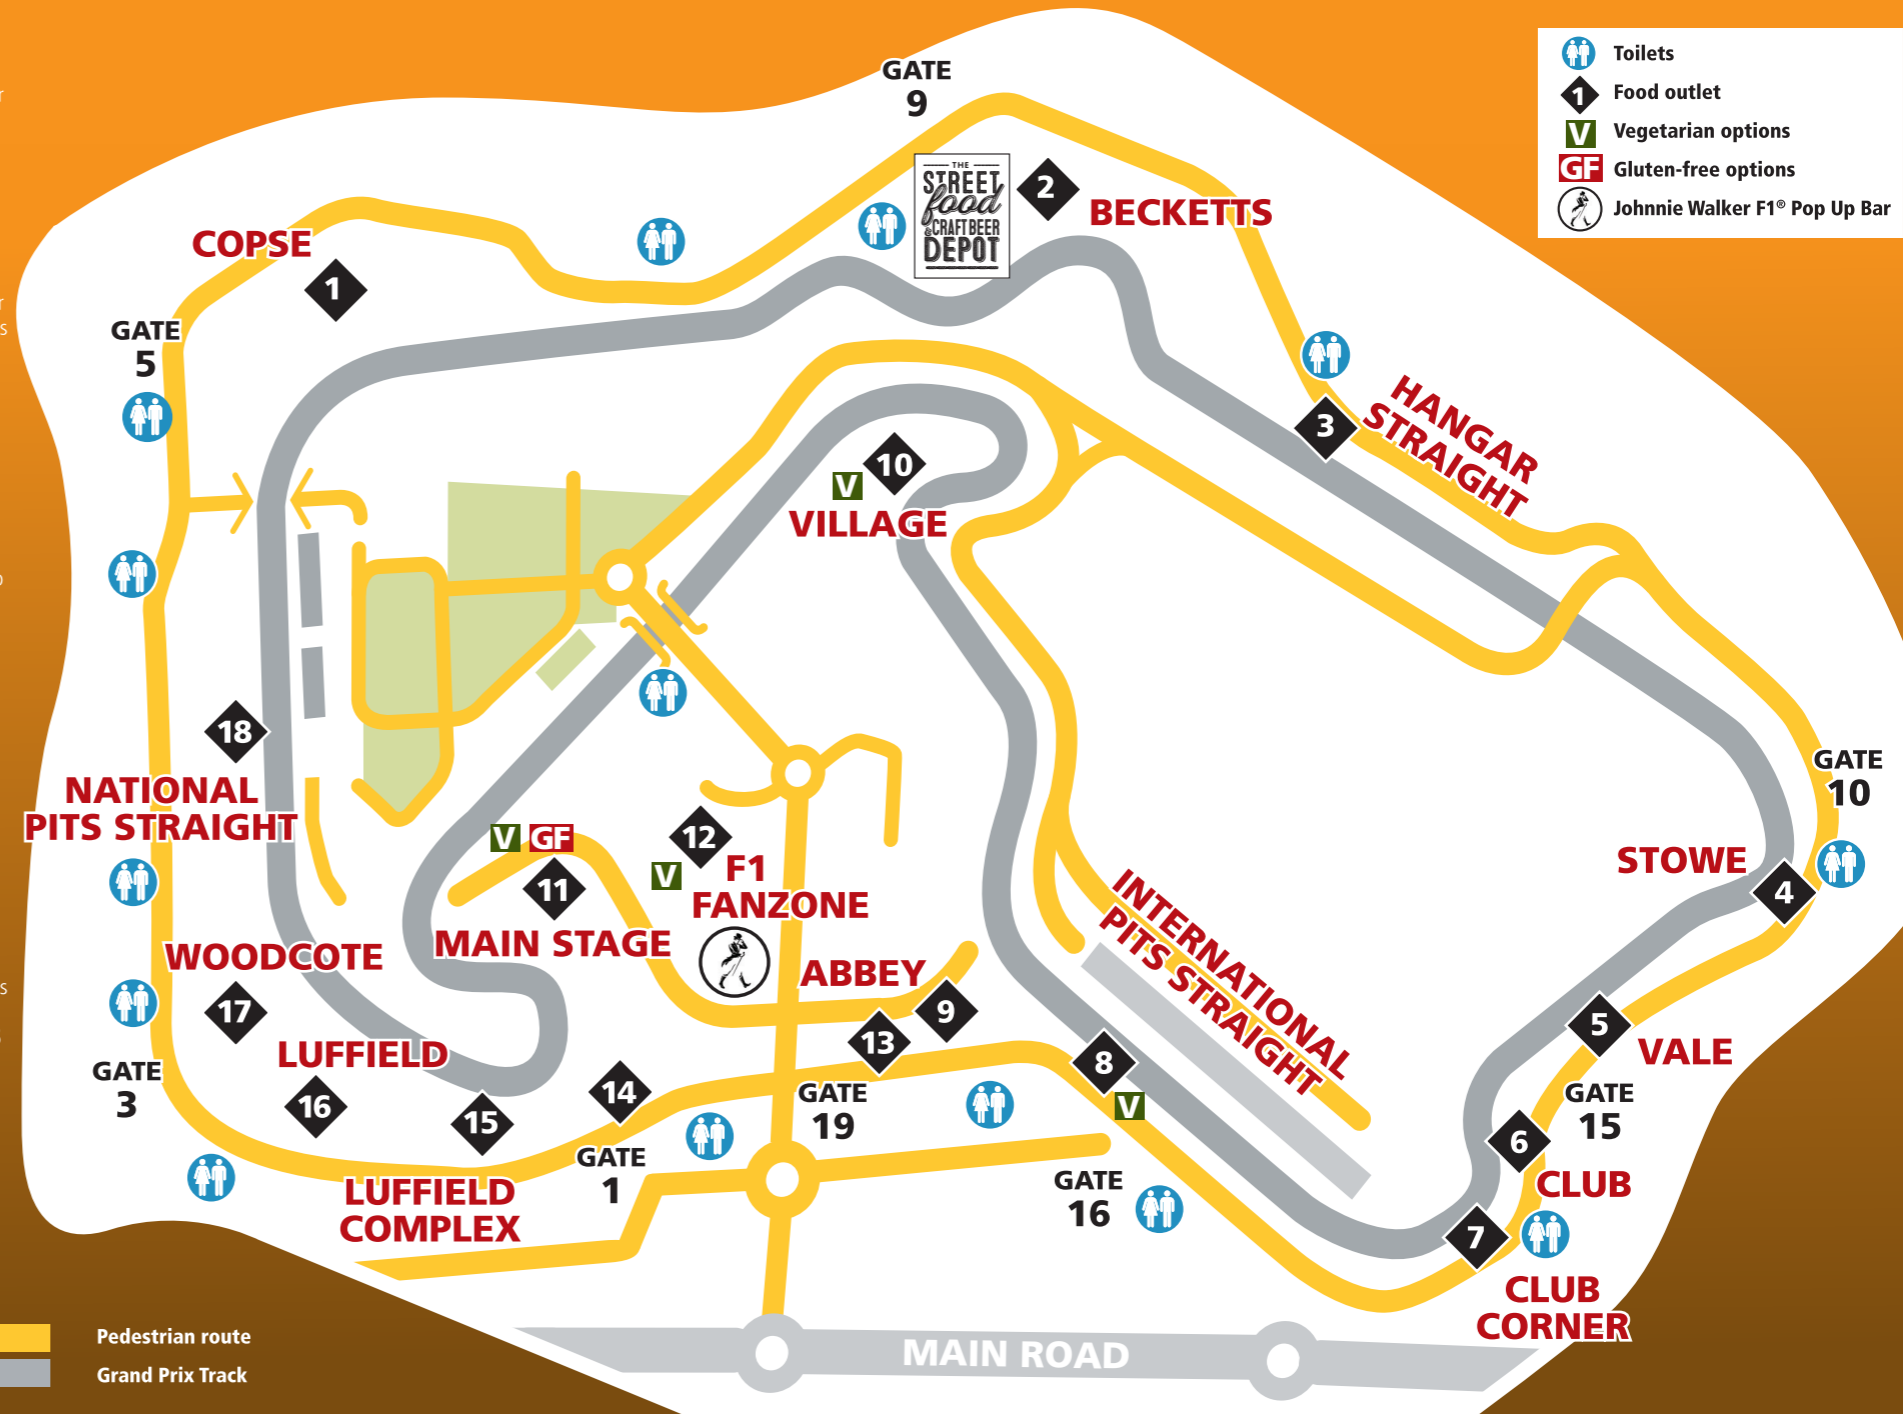 Toilets
1 Food outlet
V Vegetarian options
GF Gluten-free options
Johnnie Walker F1® Pop Up Bar
GATE
9
THE
STREET
food
& CRAFT BEER
DEPOT
2
BECKETTS
COPSE
1
GATE
5
3
HANGAR
STRAIGHT
10
V
VILLAGE
18
NATIONAL
PITS STRAIGHT
GATE
10
STOWE
4
V GF
11
MAIN STAGE
12
V
F1
FANZONE
ABBEY
9
13
INTERNATIONAL
PITS STRAIGHT
WOODCOTE
17
LUFFIELD
16
GATE
3
15
14
GATE
1
GATE
19
8
V
5
VALE
GATE
15
6
CLUB
7
CLUB
CORNER
GATE
16
LUFFIELD
COMPLEX
MAIN ROAD
Pedestrian route
Grand Prix Track